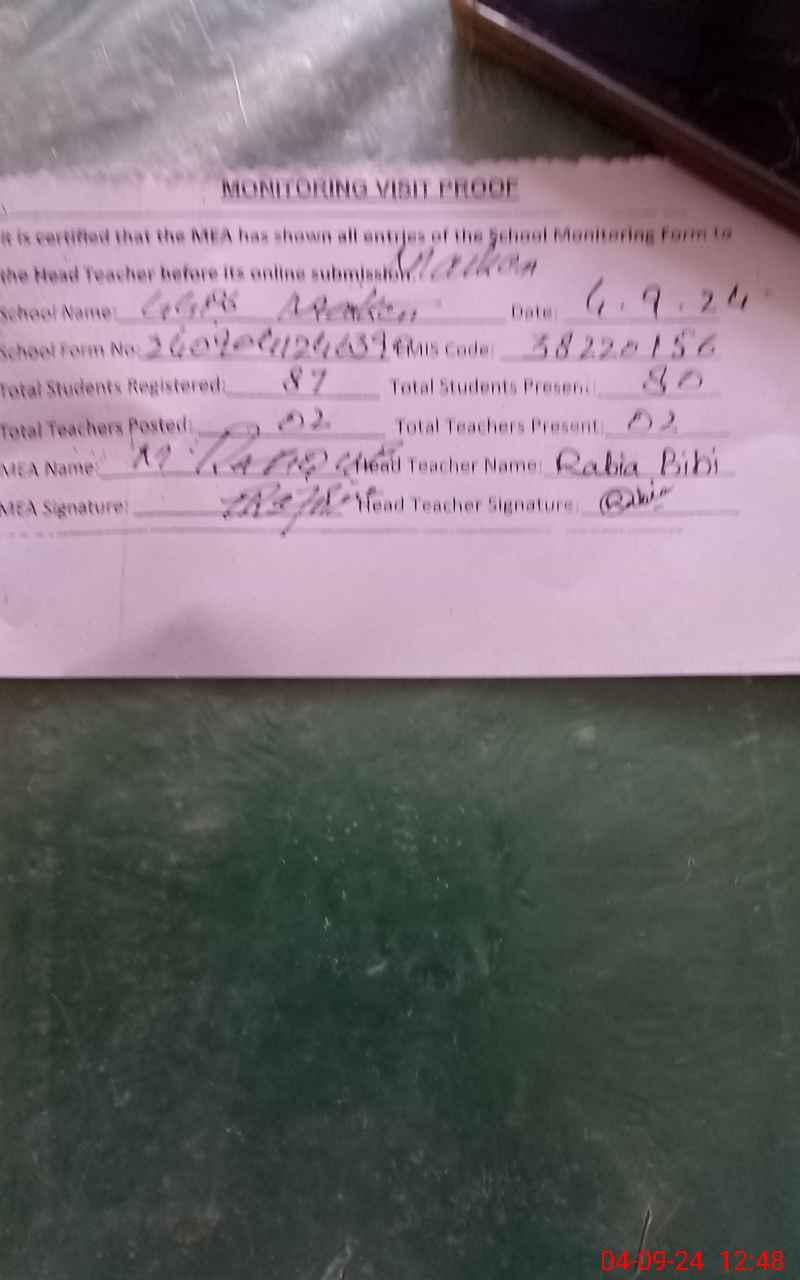 MONITORING VISIT PROOF
It is certified that the MEA has shown all entries of the School Monitoring Form to
the Head Teacher before its online submission.
School Name: GGPS Maikan Date: 4.9.24
School Form No: EMIS Code: 38220156
Total Students Registered: 87 Total Students Present: 80
Total Teachers Posted: 02 Total Teachers Present: 02
MEA Name: M. Head Teacher Name: Rabia Bibi
MEA Signature: Head Teacher Signature: Rabia
04-09-24 12:48